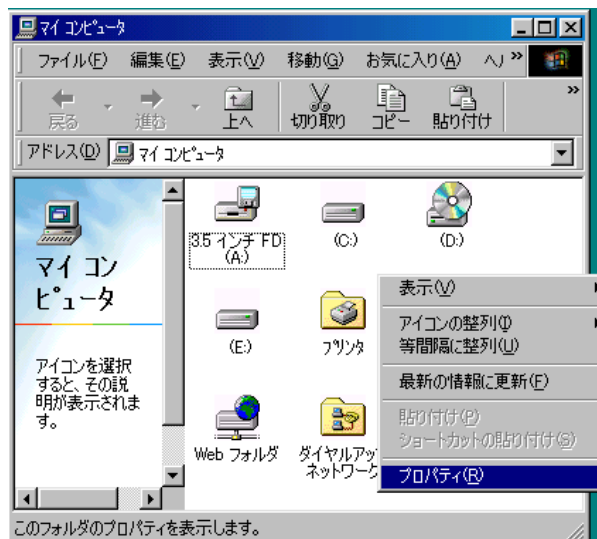 マイ コンピュータ
ファイル(F) 編集(E) 表示(V) 移動(G) お気に入り(A) ヘル »
戻る 進む 上へ 切り取り コピー 貼り付け »
アドレス(D) マイ コンピュータ
マイ コン
ピュータ
アイコンを選択
すると、その説
明が表示されま
す。
3.5 インチ FD
(A:)
(C:)
(D:)
(E:)
プリンタ
Web フォルダ
ダイヤルアップ
ネットワーク
表示(V)
アイコンの整列(I)
等間隔に整列(U)
最新の情報に更新(F)
貼り付け(P)
ショートカットの貼り付け(S)
プロパティ(R)
このフォルダのプロパティを表示します。